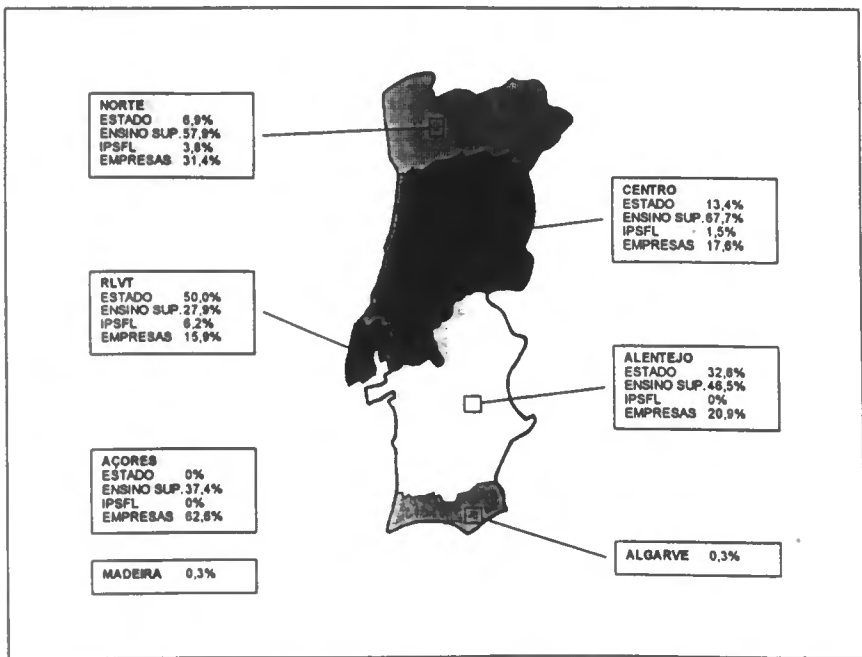 NORTE
ESTADO 6,9%
ENSINO SUP. 57,9%
IPSFL 3,8%
EMPRESAS 31,4%
CENTRO
ESTADO 13,4%
ENSINO SUP. 67,7%
IPSFL 1,5%
EMPRESAS 17,6%
RLVT
ESTADO 50,0%
ENSINO SUP. 27,9%
IPSFL 6,2%
EMPRESAS 15,9%
ALENTEJO
ESTADO 32,6%
ENSINO SUP. 46,5%
IPSFL 0%
EMPRESAS 20,9%
AÇORES
ESTADO 0%
ENSINO SUP. 37,4%
IPSFL 0%
EMPRESAS 62,6%
MADEIRA 0,3%
ALGARVE 0,3%